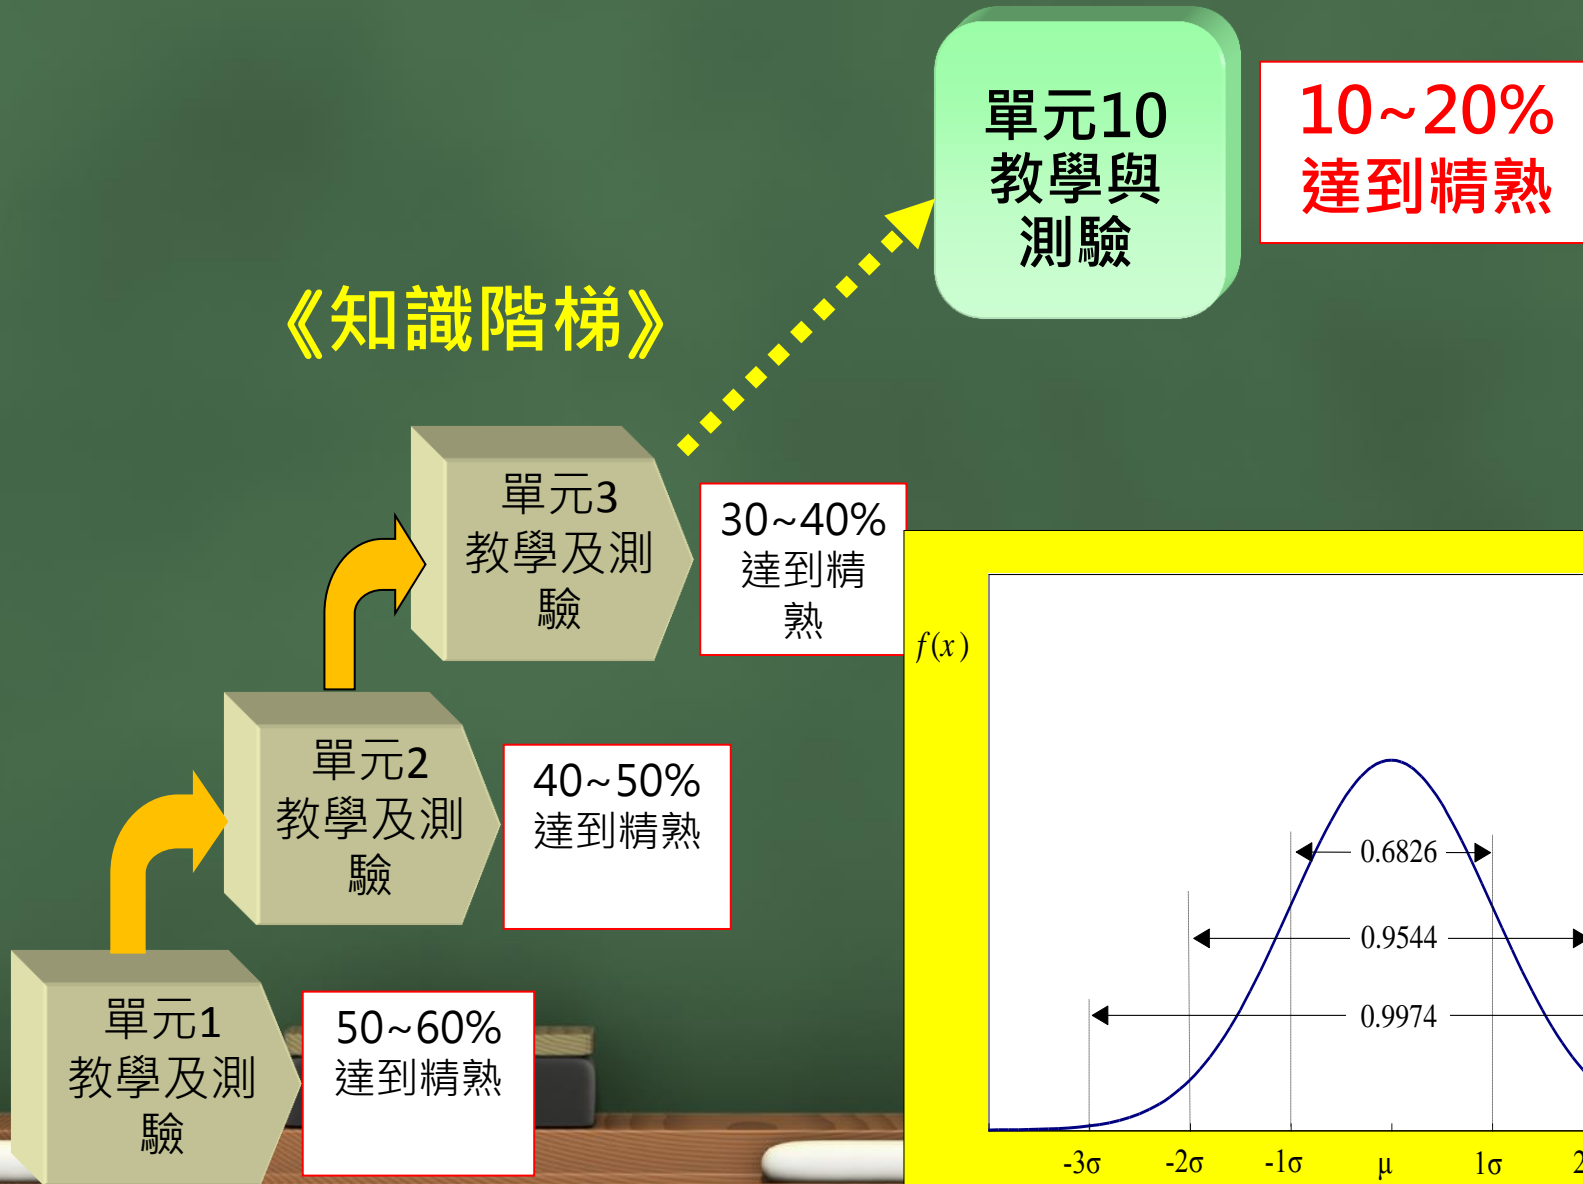 單元10
教學與
測驗
10~20%
達到精熟
《知識階梯》
單元3
教學及測
驗
30~40%
達到精
熟
單元2
教學及測
驗
40~50%
達到精熟
單元1
教學及測
驗
50~60%
達到精熟
f(x)
0.6826
0.9544
0.9974
-3σ -2σ -1σ μ 1σ 2